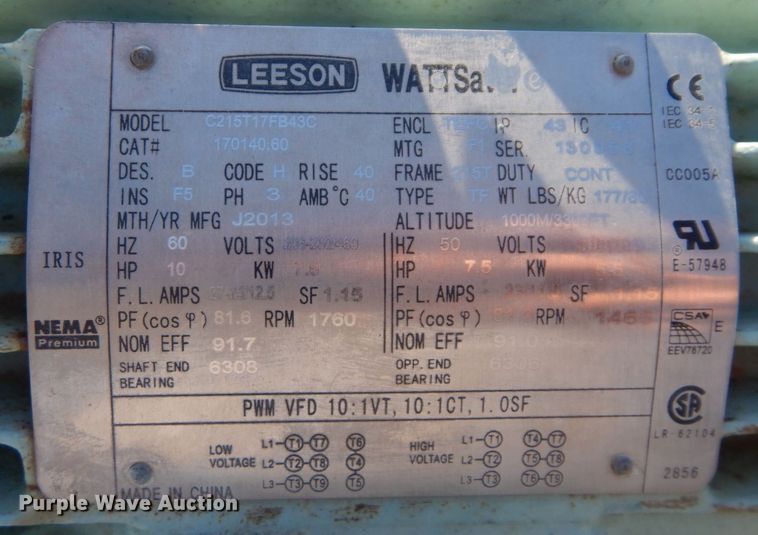 LEESON WATTSa
MODEL C215T17FB43C ENCL TEFC IP 43 IC
CAT# 170140.60 MTG F1 SER.
DES. B CODE H RISE 40 FRAME 215T DUTY CONT
INS F5 PH 3 AMB°C 40 TYPE TF WT LBS/KG
MTH/YR MFG J2013 ALTITUDE
HZ 60 VOLTS HZ 50 VOLTS
HP 10 KW HP 7.5 KW
F.L. AMPS SF 1.15 F.L. AMPS
PF(cos φ) 81.6 RPM 1760 PF(cos φ) RPM 1465
NOM EFF 91.7 NOM EFF
SHAFT END BEARING 6308 OPP. END BEARING
PWM VFD 10:1VT, 10:1CT, 1.0SF
LOW VOLTAGE
L1 T1 T7 T6
L2 T2 T8 T4
L3 T3 T9 T5
HIGH VOLTAGE
L1 T1 T4 T7
L2 T2 T5 T8
L3 T3 T6 T9
MADE IN CHINA
IRIS
NEMA®
Premium
CE
IEC 34-
IEC 34-5
CC005A
E-57948
CSA E
EEV78720
LR-62104
2856
Purple Wave Auction